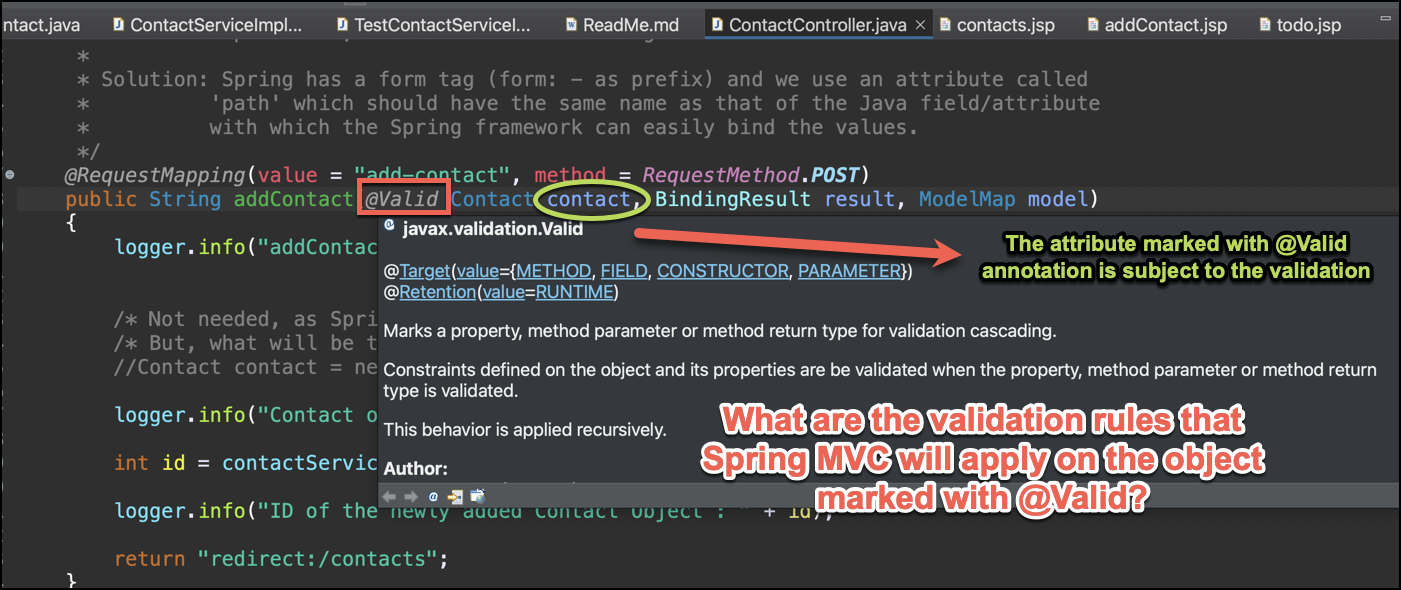 ntact.java ContactServiceImpl... TestContactServiceI... ReadMe.md ContactController.java × contacts.jsp addContact.jsp todo.jsp
*
* Solution: Spring has a form tag (form: - as prefix) and we use an attribute called
* 'path' which should have the same name as that of the Java field/attribute
* with which the Spring framework can easily bind the values.
*/
@RequestMapping(value = "add-contact", method = RequestMethod.POST)
public String addContact @Valid Contact contact, BindingResult result, ModelMap model)
{
javax.validation.Valid
logger.info("addContac
The attribute marked with @Valid
annotation is subject to the validation
@Target(value={METHOD, FIELD, CONSTRUCTOR, PARAMETER})
@Retention(value=RUNTIME)
/* Not needed, as Spri
Marks a property, method parameter or method return type for validation cascading.
/* But, what will be t
//Contact contact = ne
Constraints defined on the object and its properties are be validated when the property, method parameter or method return
type is validated.
logger.info("Contact o
This behavior is applied recursively.
What are the validation rules that
Spring MVC will apply on the object
marked with @Valid?
int id = contactServic
Author:
logger.info("ID of the newly added Contact Object : " + id);
return "redirect:/contacts";
}